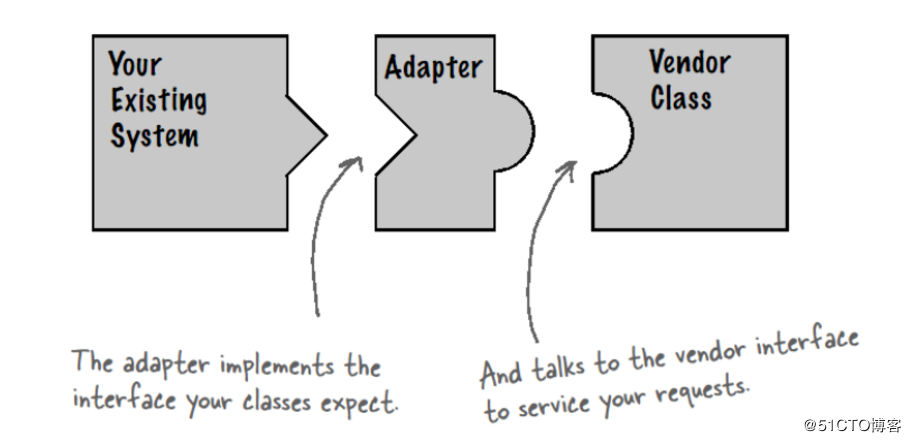 Your
Existing
System
Adapter
Vendor
Class
The adapter implements the
interface your classes expect.
And talks to the vendor interface
to service your requests.
@51CTO博客